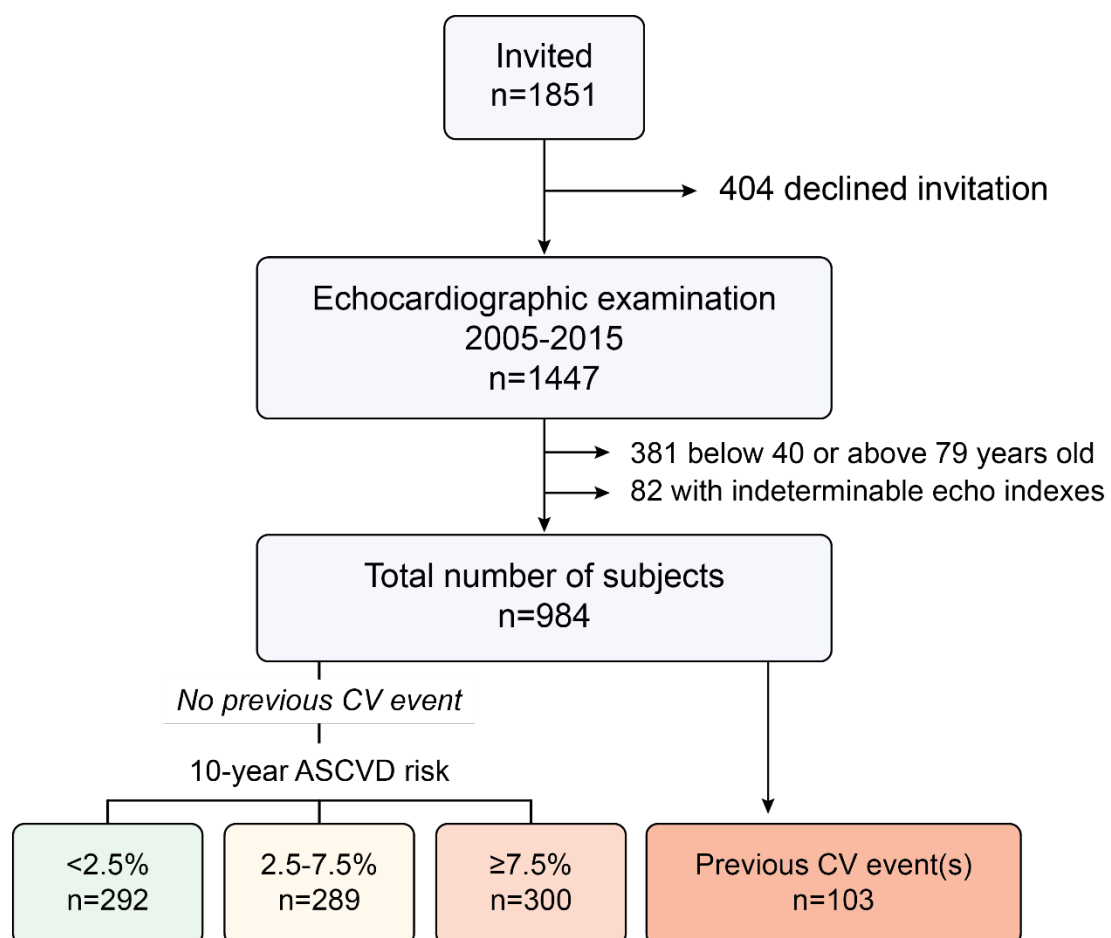 Invited
n=1851
404 declined invitation
Echocardiographic examination
2005-2015
n=1447
381 below 40 or above 79 years old
82 with indeterminable echo indexes
Total number of subjects
n=984
No previous CV event
10-year ASCVD risk
<2.5%
n=292
2.5-7.5%
n=289
≥7.5%
n=300
Previous CV event(s)
n=103